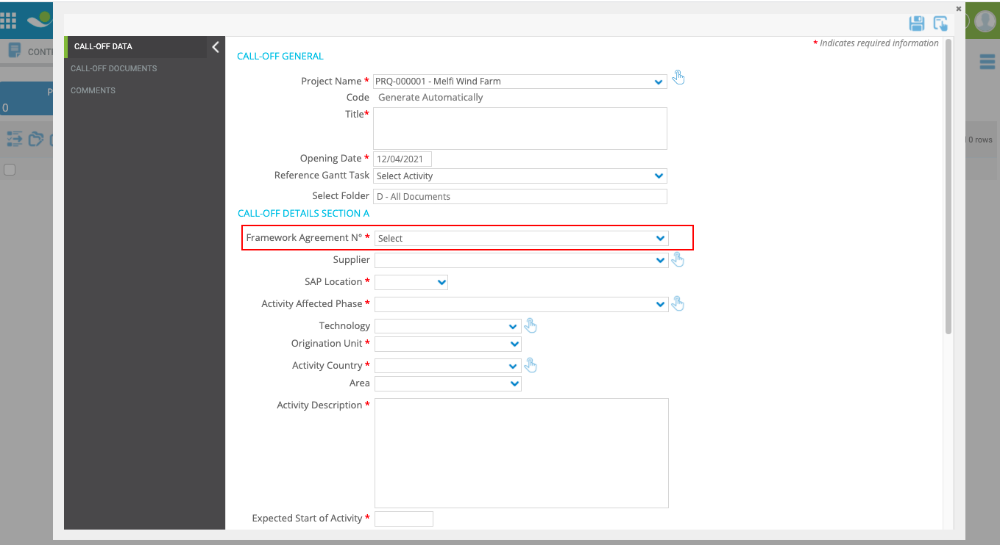 CONTE
P
0
l 0 rows
CALL-OFF DATA
CALL-OFF DOCUMENTS
COMMENTS
* Indicates required information
CALL-OFF GENERAL
Project Name * PRQ-000001 - Melfi Wind Farm
Code Generate Automatically
Title*
Opening Date * 12/04/2021
Reference Gantt Task Select Activity
Select Folder D - All Documents
CALL-OFF DETAILS SECTION A
Framework Agreement N° * Select
Supplier
SAP Location *
Activity Affected Phase *
Technology
Origination Unit *
Activity Country *
Area
Activity Description *
Expected Start of Activity *